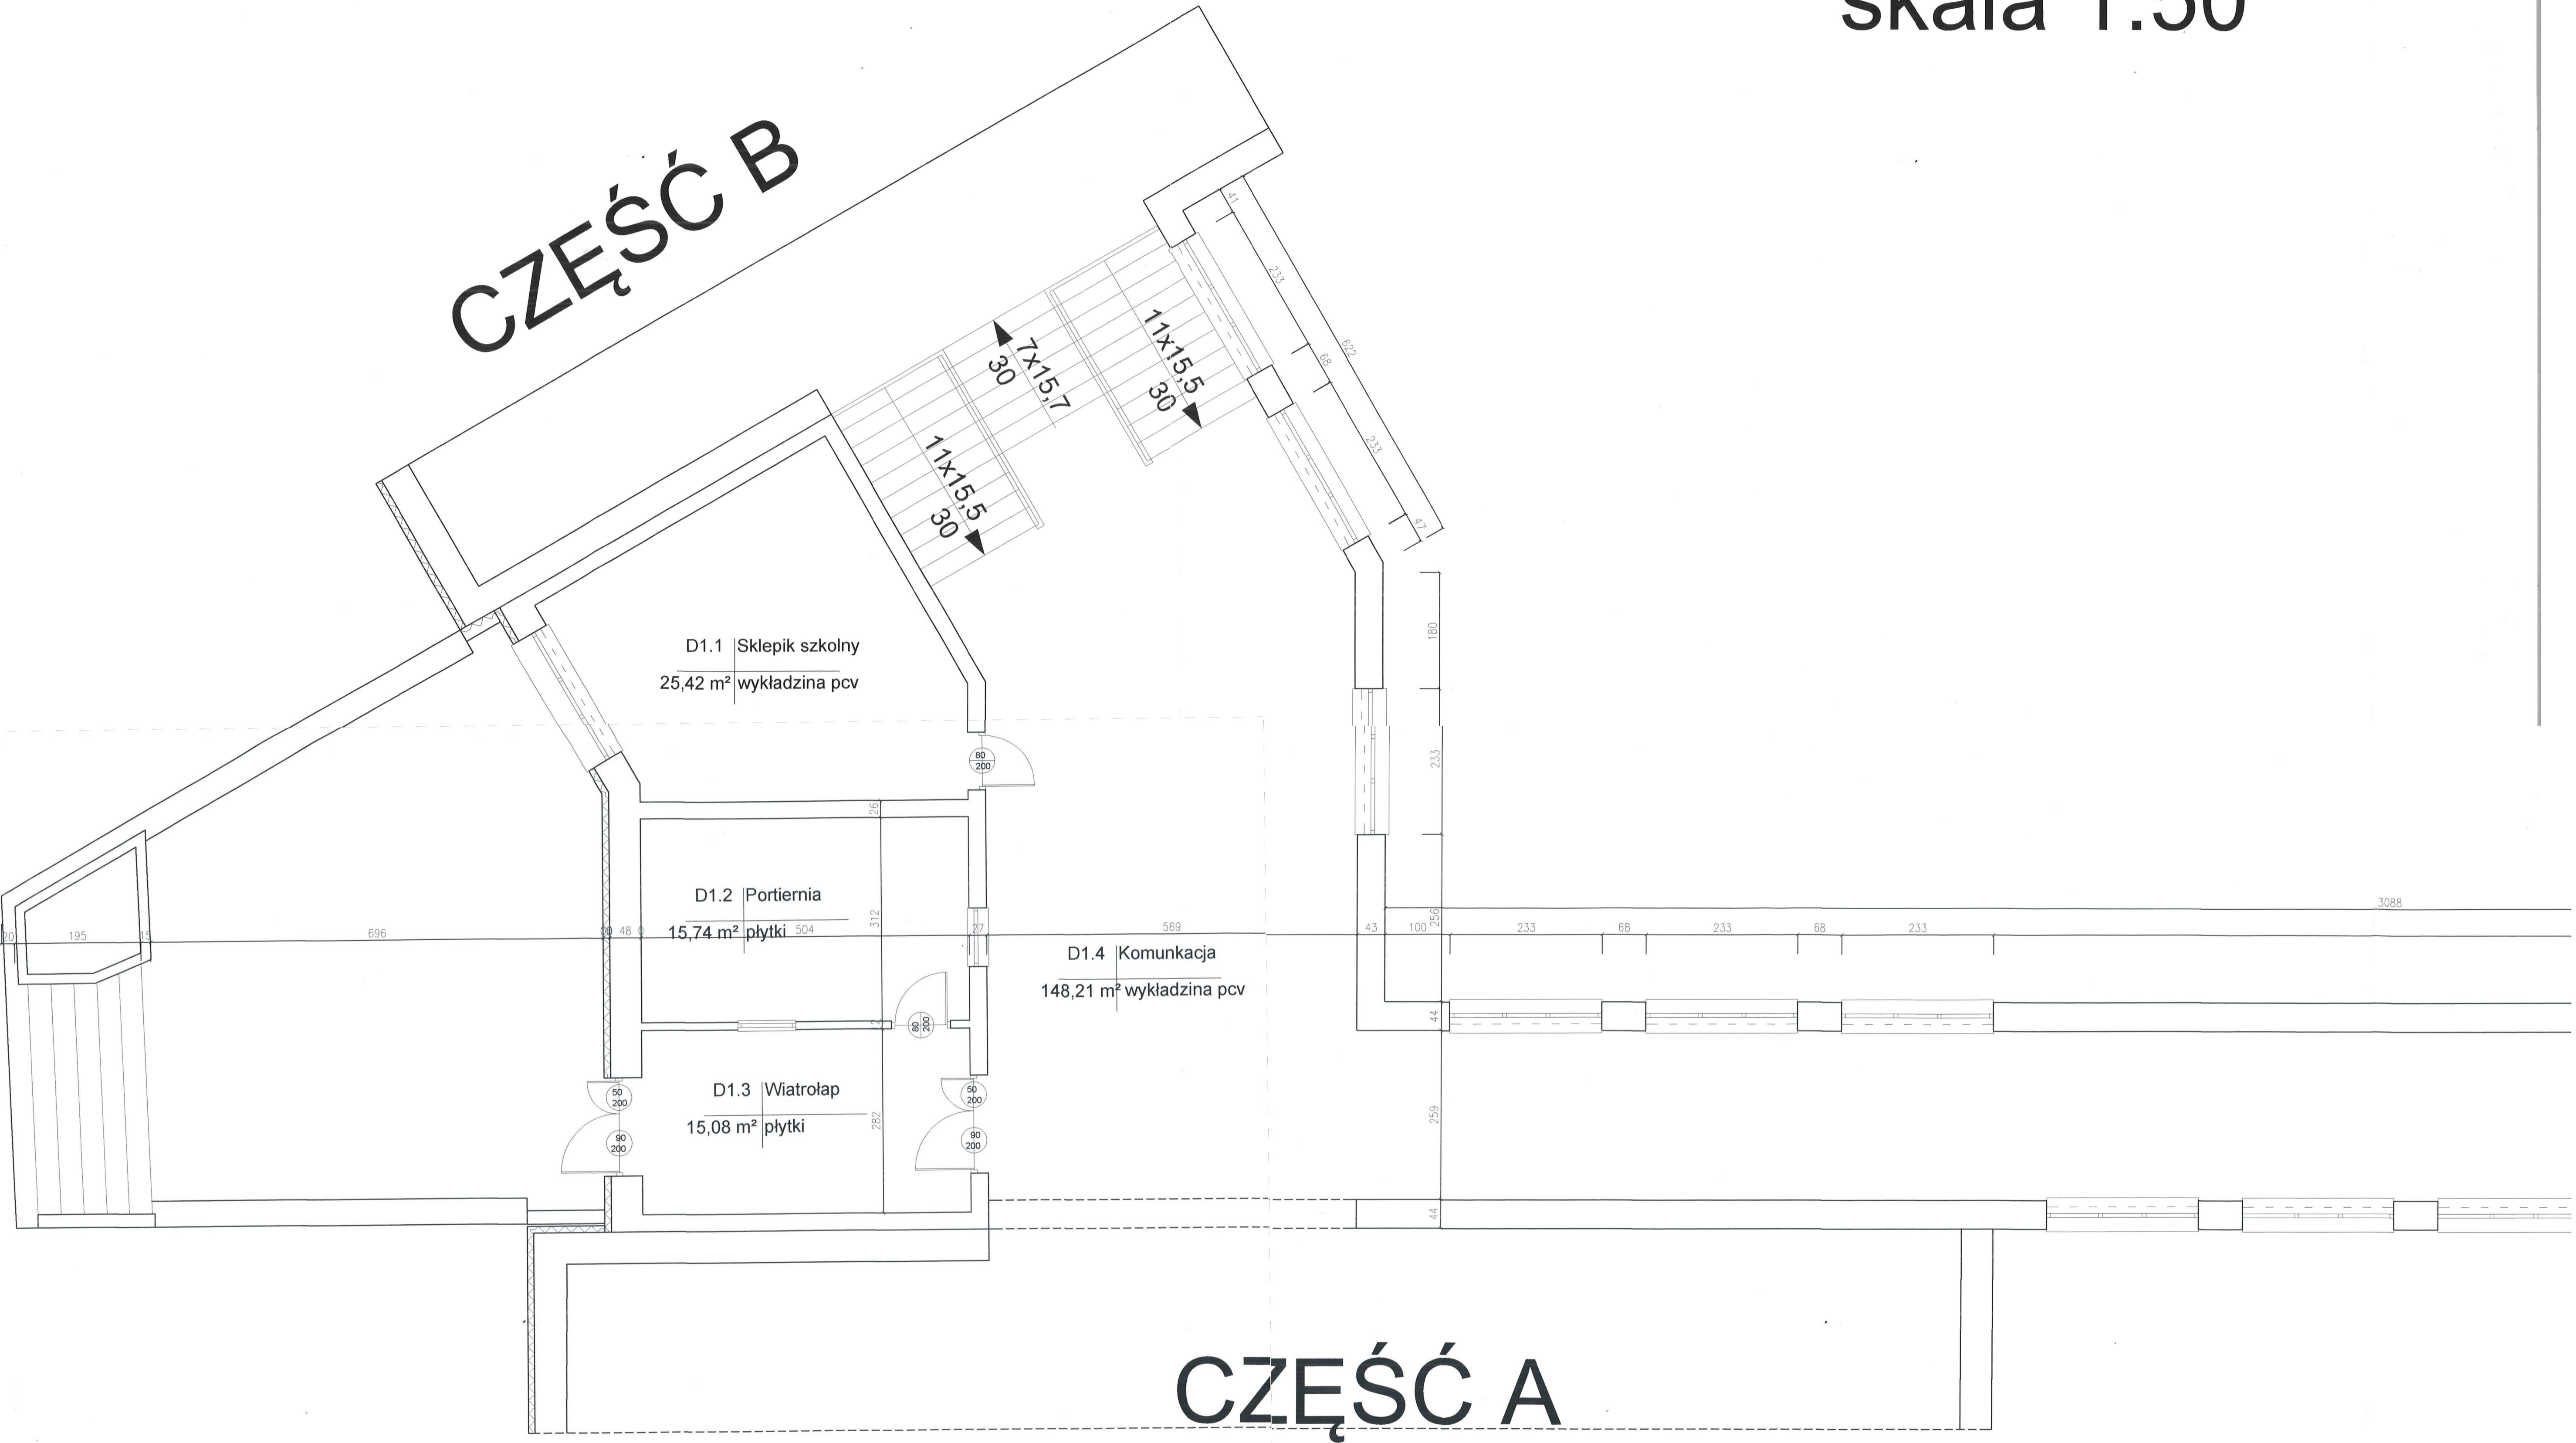 skala 1:50
CZĘŚĆ B
41
233
622
68
233
47
11x15,5
30
7x15,7
30
11x15,5
30
D1.1 Sklepik szkolny
25,42 m² wykładzina pcv
180
233
256
80
200
26
D1.2 Portiernia
15,74 m² płytki
312
3088
20 195 15 696 48 504 27 569 43 100 233 68 233 68 233
D1.4 Komunkacja
148,21 m² wykładzina pcv
80
200
12
44
D1.3 Wiatrołap
15,08 m² płytki
50
200
90
200
50
200
90
200
282
259
44
CZĘŚĆ A